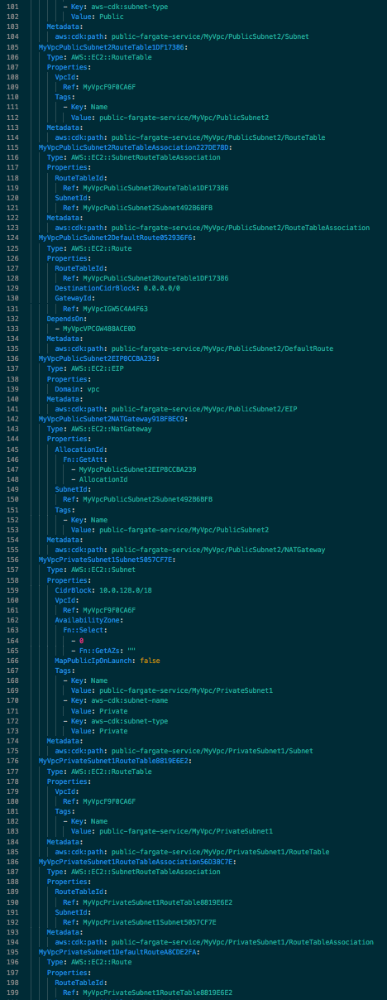 101 - Key: aws-cdk:subnet-type
102 Value: Public
103 Metadata:
104 aws:cdk:path: public-fargate-service/MyVpc/PublicSubnet2/Subnet
105 MyVpcPublicSubnet2RouteTable1DF17386:
106 Type: AWS::EC2::RouteTable
107 Properties:
108 VpcId:
109 Ref: MyVpcF9F0CA6F
110 Tags:
111 - Key: Name
112 Value: public-fargate-service/MyVpc/PublicSubnet2
113 Metadata:
114 aws:cdk:path: public-fargate-service/MyVpc/PublicSubnet2/RouteTable
115 MyVpcPublicSubnet2RouteTableAssociation227DE78D:
116 Type: AWS::EC2::SubnetRouteTableAssociation
117 Properties:
118 RouteTableId:
119 Ref: MyVpcPublicSubnet2RouteTable1DF17386
120 SubnetId:
121 Ref: MyVpcPublicSubnet2Subnet492B6BFB
122 Metadata:
123 aws:cdk:path: public-fargate-service/MyVpc/PublicSubnet2/RouteTableAssociation
124 MyVpcPublicSubnet2DefaultRoute052936F6:
125 Type: AWS::EC2::Route
126 Properties:
127 RouteTableId:
128 Ref: MyVpcPublicSubnet2RouteTable1DF17386
129 DestinationCidrBlock: 0.0.0.0/0
130 GatewayId:
131 Ref: MyVpcIGW5C4A4F63
132 DependsOn:
133 - MyVpcVPCGW488ACE0D
134 Metadata:
135 aws:cdk:path: public-fargate-service/MyVpc/PublicSubnet2/DefaultRoute
136 MyVpcPublicSubnet2EIP8CCBA239:
137 Type: AWS::EC2::EIP
138 Properties:
139 Domain: vpc
140 Metadata:
141 aws:cdk:path: public-fargate-service/MyVpc/PublicSubnet2/EIP
142 MyVpcPublicSubnet2NATGateway91BFBEC9:
143 Type: AWS::EC2::NatGateway
144 Properties:
145 AllocationId:
146 Fn::GetAtt:
147 - MyVpcPublicSubnet2EIP8CCBA239
148 - AllocationId
149 SubnetId:
150 Ref: MyVpcPublicSubnet2Subnet492B6BFB
151 Tags:
152 - Key: Name
153 Value: public-fargate-service/MyVpc/PublicSubnet2
154 Metadata:
155 aws:cdk:path: public-fargate-service/MyVpc/PublicSubnet2/NATGateway
156 MyVpcPrivateSubnet1Subnet5057CF7E:
157 Type: AWS::EC2::Subnet
158 Properties:
159 CidrBlock: 10.0.128.0/18
160 VpcId:
161 Ref: MyVpcF9F0CA6F
162 AvailabilityZone:
163 Fn::Select:
164 - 0
165 - Fn::GetAZs: ""
166 MapPublicIpOnLaunch: false
167 Tags:
168 - Key: Name
169 Value: public-fargate-service/MyVpc/PrivateSubnet1
170 - Key: aws-cdk:subnet-name
171 Value: Private
172 - Key: aws-cdk:subnet-type
173 Value: Private
174 Metadata:
175 aws:cdk:path: public-fargate-service/MyVpc/PrivateSubnet1/Subnet
176 MyVpcPrivateSubnet1RouteTable8819E6E2:
177 Type: AWS::EC2::RouteTable
178 Properties:
179 VpcId:
180 Ref: MyVpcF9F0CA6F
181 Tags:
182 - Key: Name
183 Value: public-fargate-service/MyVpc/PrivateSubnet1
184 Metadata:
185 aws:cdk:path: public-fargate-service/MyVpc/PrivateSubnet1/RouteTable
186 MyVpcPrivateSubnet1RouteTableAssociation56D38C7E:
187 Type: AWS::EC2::SubnetRouteTableAssociation
188 Properties:
189 RouteTableId:
190 Ref: MyVpcPrivateSubnet1RouteTable8819E6E2
191 SubnetId:
192 Ref: MyVpcPrivateSubnet1Subnet5057CF7E
193 Metadata:
194 aws:cdk:path: public-fargate-service/MyVpc/PrivateSubnet1/RouteTableAssociation
195 MyVpcPrivateSubnet1DefaultRouteA8CDE2FA:
196 Type: AWS::EC2::Route
197 Properties:
198 RouteTableId:
199 Ref: MyVpcPrivateSubnet1RouteTable8819E6E2